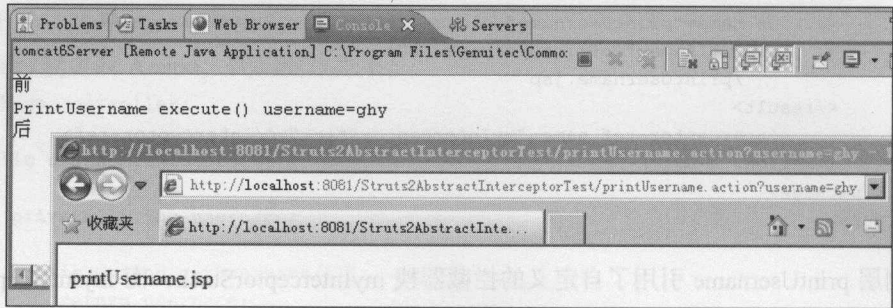 Problems Tasks Web Browser Console Servers
tomcat6Server [Remote Java Application] C:\Program Files\Genuitec\Commo:
前
PrintUsername execute() username=ghy
后
http://localhost:8081/Struts2AbstractInterceptorTest/printUsername.action?username=ghy
http://localhost:8081/Struts2AbstractInterceptorTest/printUsername.action?username=ghy
收藏夹 http://localhost:8081/Struts2AbstractInte...
printUsername.jsp